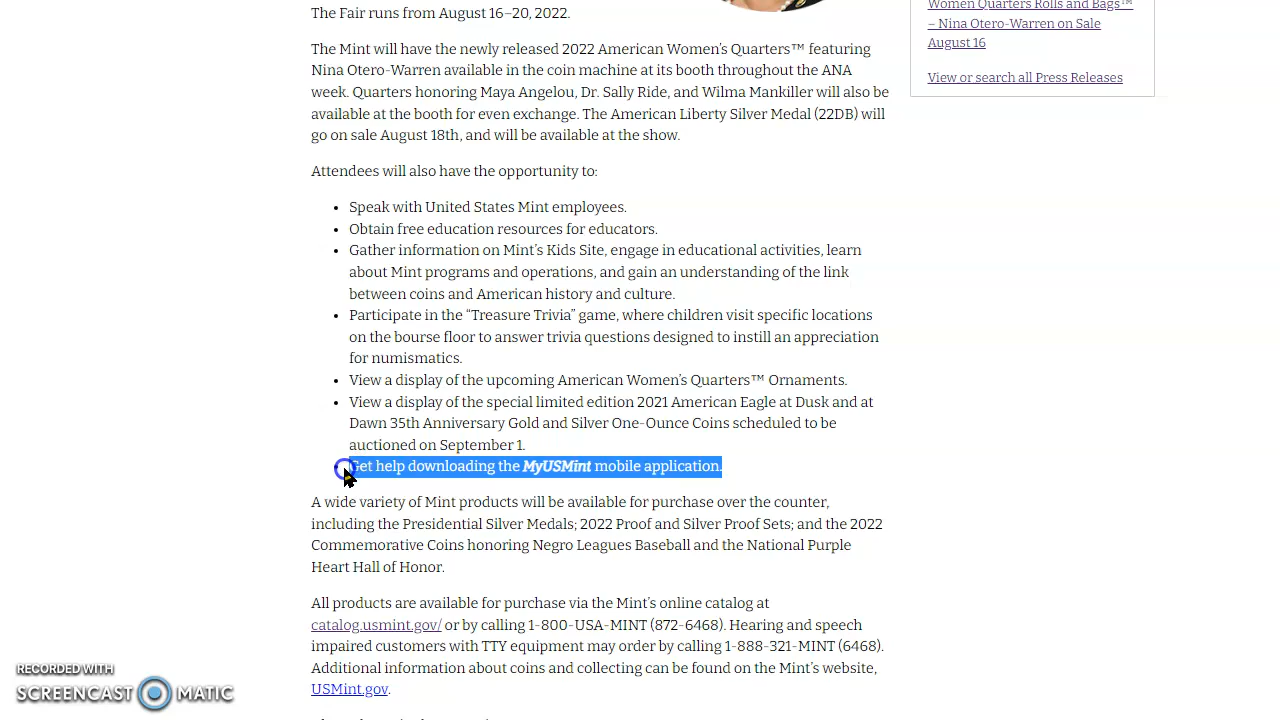 The Fair runs from August 16–20, 2022.
The Mint will have the newly released 2022 American Women’s Quarters™ featuring
Nina Otero-Warren available in the coin machine at its booth throughout the ANA
week. Quarters honoring Maya Angelou, Dr. Sally Ride, and Wilma Mankiller will also be
available at the booth for even exchange. The American Liberty Silver Medal (22DB) will
go on sale August 18th, and will be available at the show.
Attendees will also have the opportunity to:
• Speak with United States Mint employees.
• Obtain free education resources for educators.
• Gather information on Mint’s Kids Site, engage in educational activities, learn
about Mint programs and operations, and gain an understanding of the link
between coins and American history and culture.
• Participate in the “Treasure Trivia” game, where children visit specific locations
on the bourse floor to answer trivia questions designed to instill an appreciation
for numismatics.
• View a display of the upcoming American Women’s Quarters™ Ornaments.
• View a display of the special limited edition 2021 American Eagle at Dusk and at
Dawn 35th Anniversary Gold and Silver One-Ounce Coins scheduled to be
auctioned on September 1.
Get help downloading the MyUSMint mobile application.
A wide variety of Mint products will be available for purchase over the counter,
including the Presidential Silver Medals; 2022 Proof and Silver Proof Sets; and the 2022
Commemorative Coins honoring Negro Leagues Baseball and the National Purple
Heart Hall of Honor.
All products are available for purchase via the Mint’s online catalog at
catalog.usmint.gov/ or by calling 1-800-USA-MINT (872-6468). Hearing and speech
impaired customers with TTY equipment may order by calling 1-888-321-MINT (6468).
Additional information about coins and collecting can be found on the Mint’s website,
USMint.gov.
Women Quarters Rolls and Bags™
– Nina Otero-Warren on Sale
August 16
View or search all Press Releases
RECORDED WITH
SCREENCAST MATIC